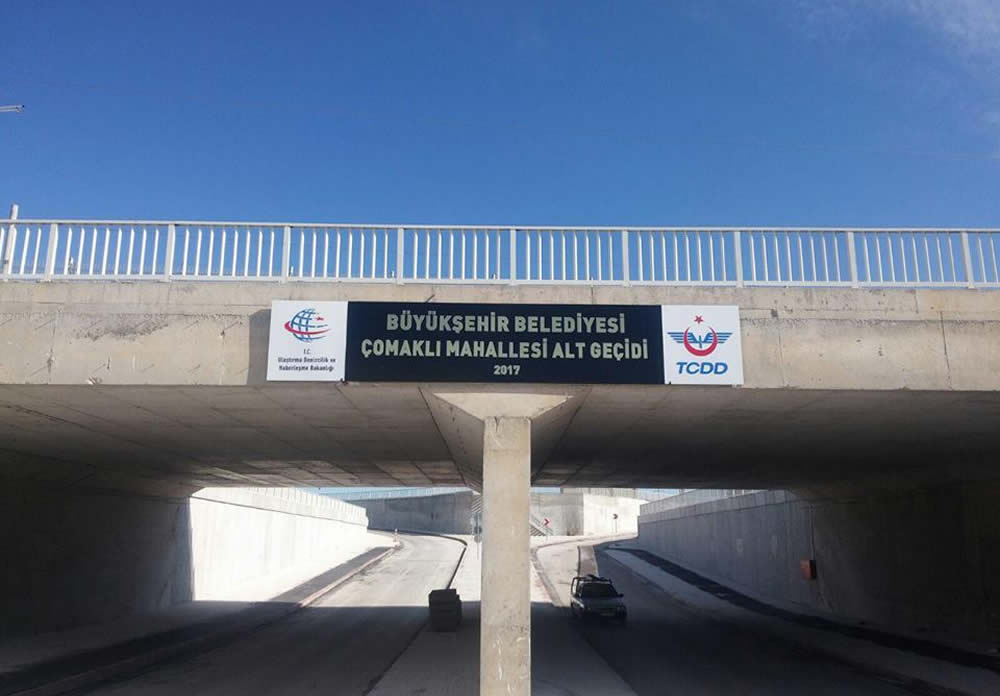 T.C.
Ulaştırma Denizcilik ve
Haberleşme Bakanlığı
BÜYÜKŞEHİR BELEDİYESİ
ÇOMAKLI MAHALLESİ ALT GEÇİDİ
2017
TCDD